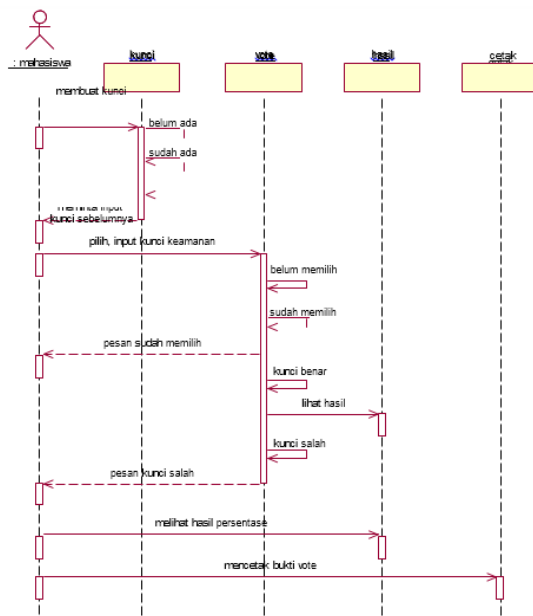 : mahasiswa
kunci
vote
hasil
cetak
membuat kunci
belum ada
sudah ada
meminta input
kunci sebelumnya
pilih, input kunci keamanan
belum memilih
sudah memilih
pesan sudah memilih
kunci benar
lihat hasil
kunci salah
pesan kunci salah
melihat hasil persentase
mencetak bukti vote